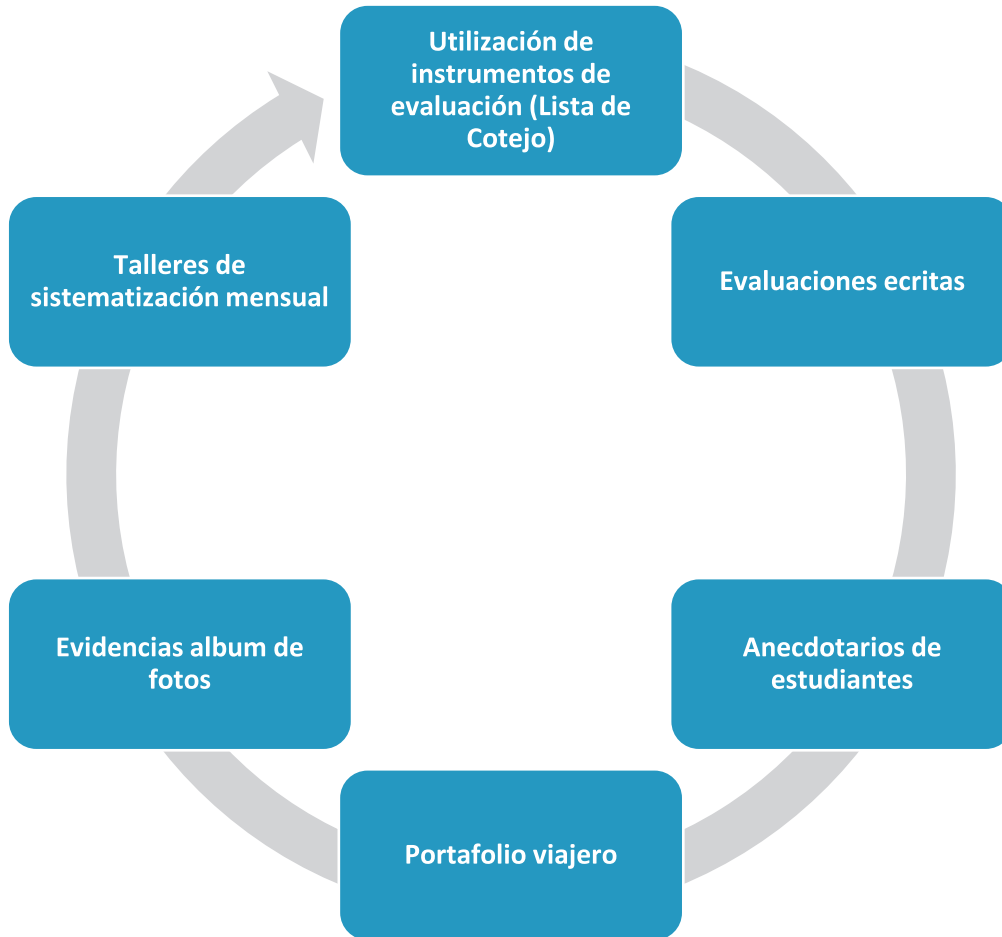 Utilización de
instrumentos de
evaluación (Lista de
Cotejo)
Evaluaciones ecritas
Anecdotarios de
estudiantes
Portafolio viajero
Evidencias album de
fotos
Talleres de
sistematización mensual